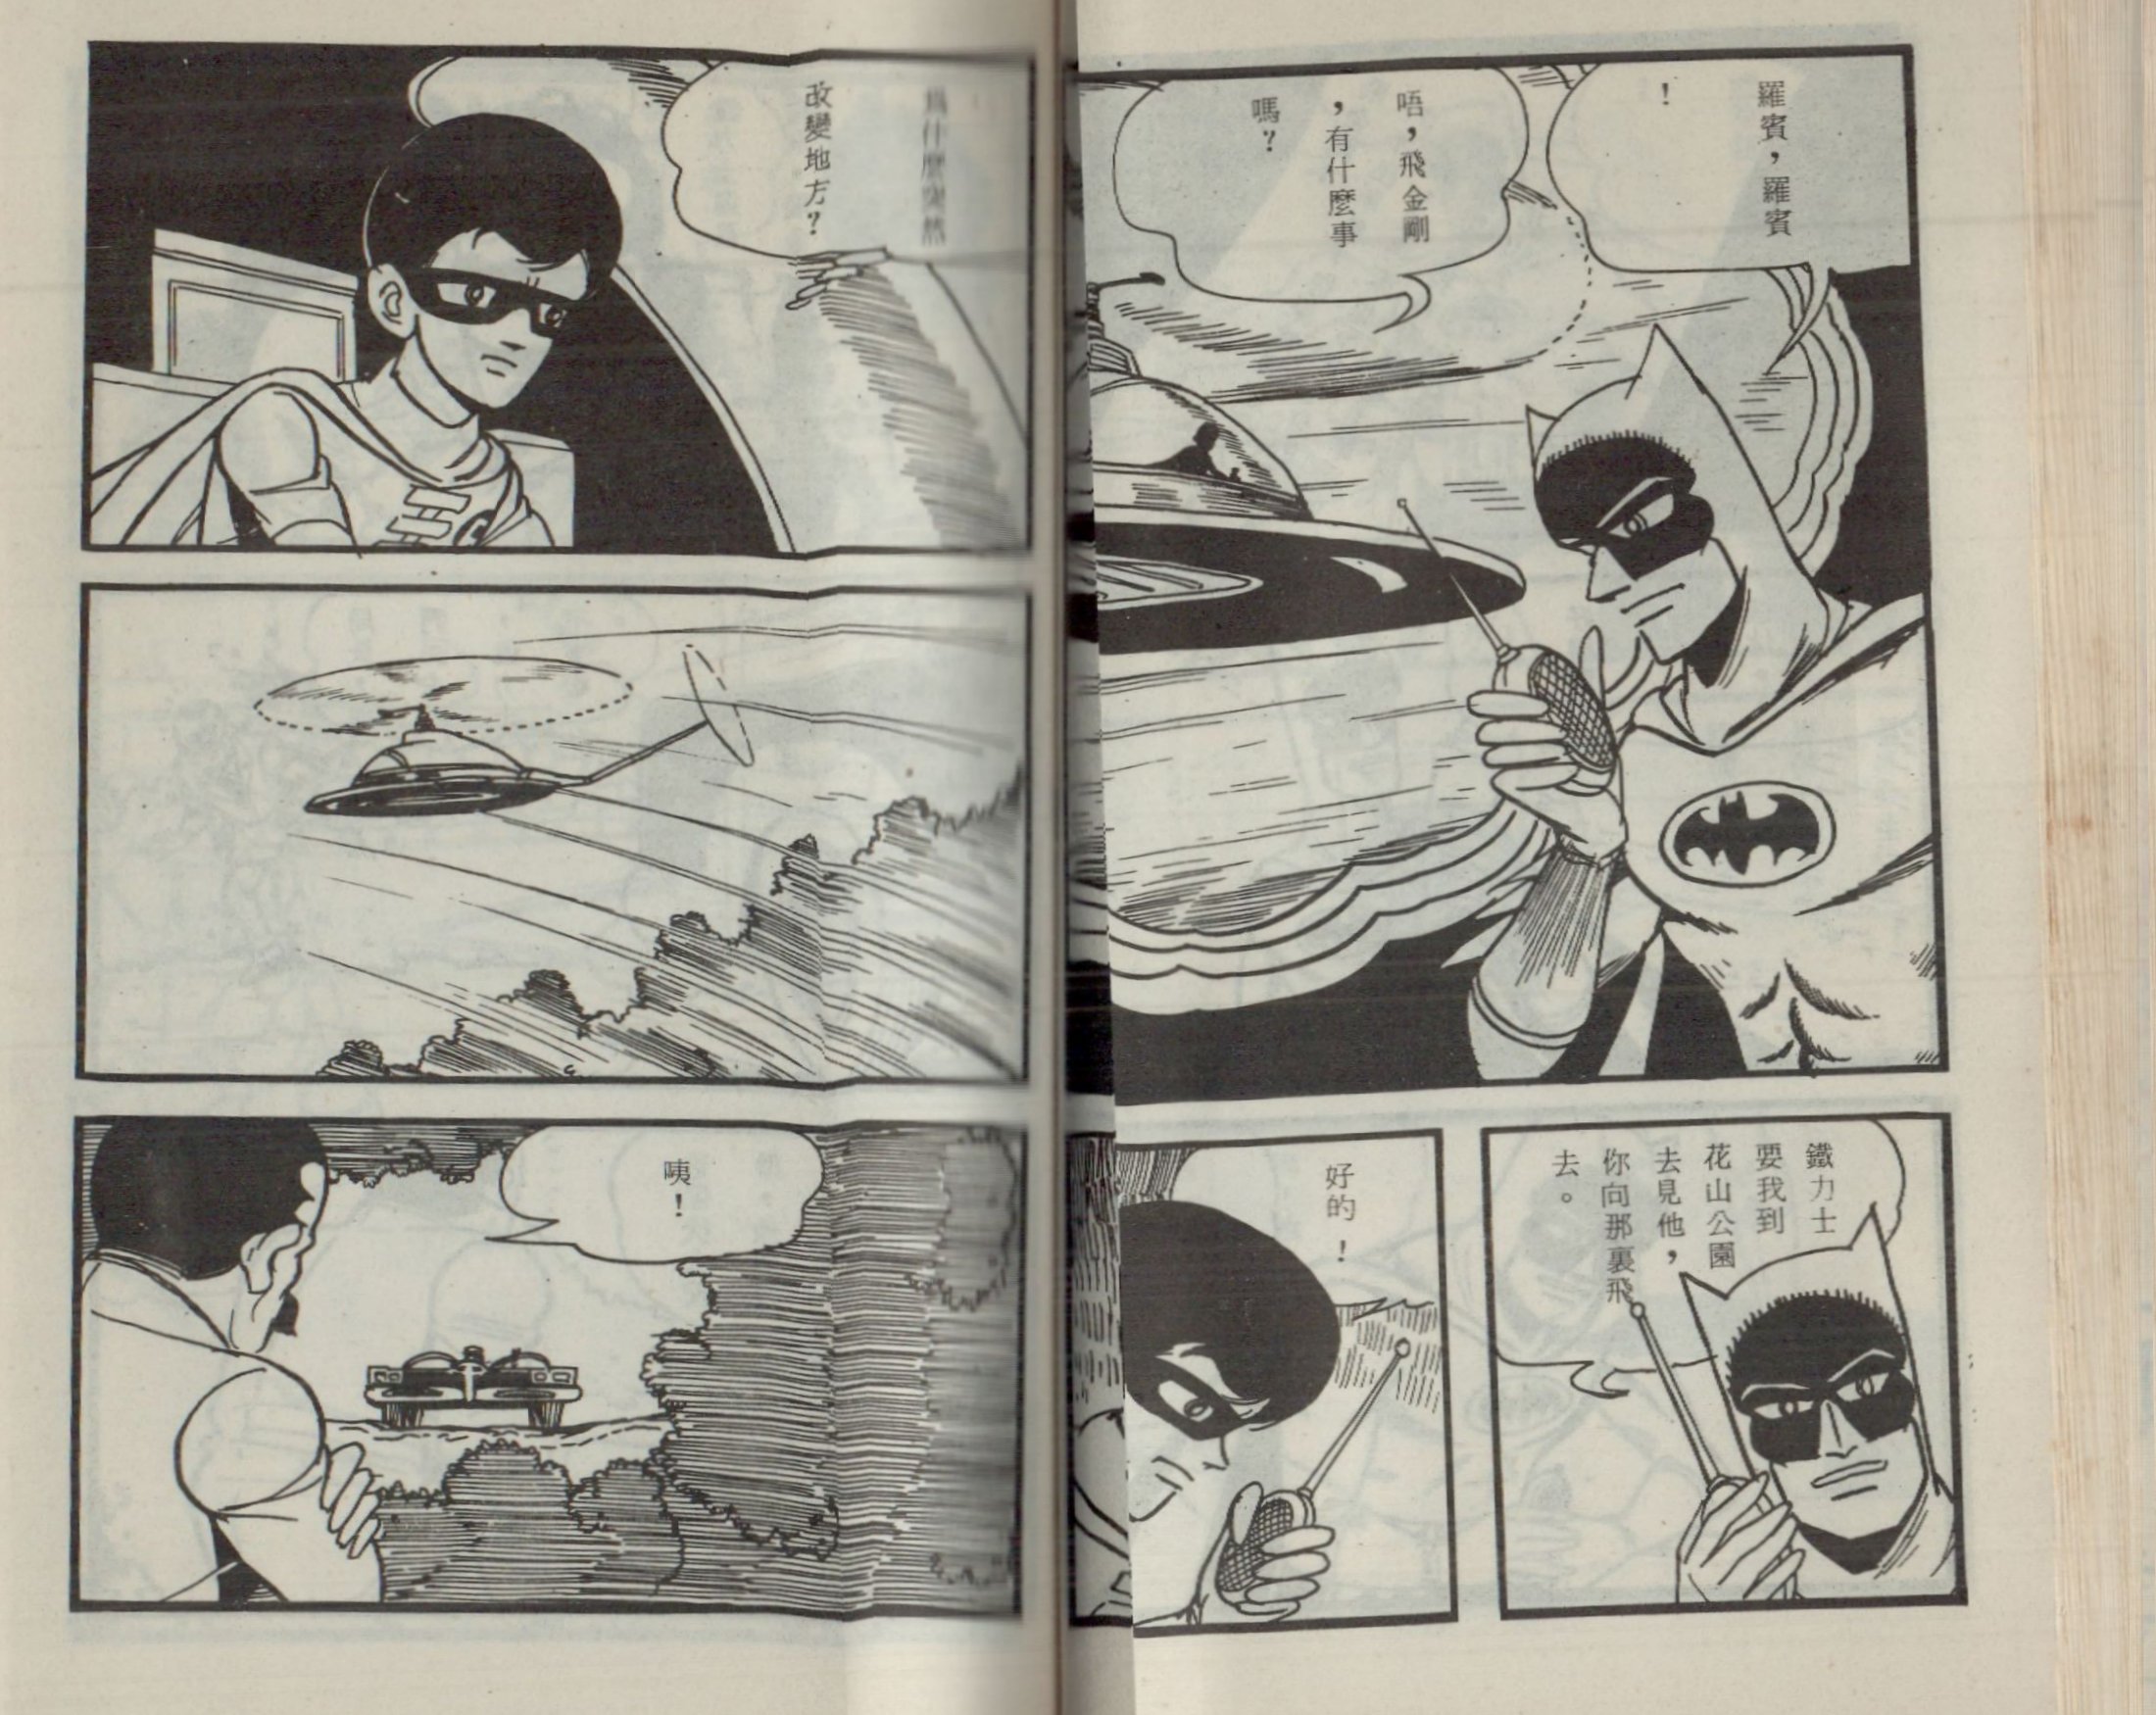 羅賓,羅賓
!
唔,飛金剛
,有什麼事
嗎?
鐵力士
要我到
花山公園
去見他,
你向那裏飛
去。
好的!
為什麼突然
改變地方?
咦!